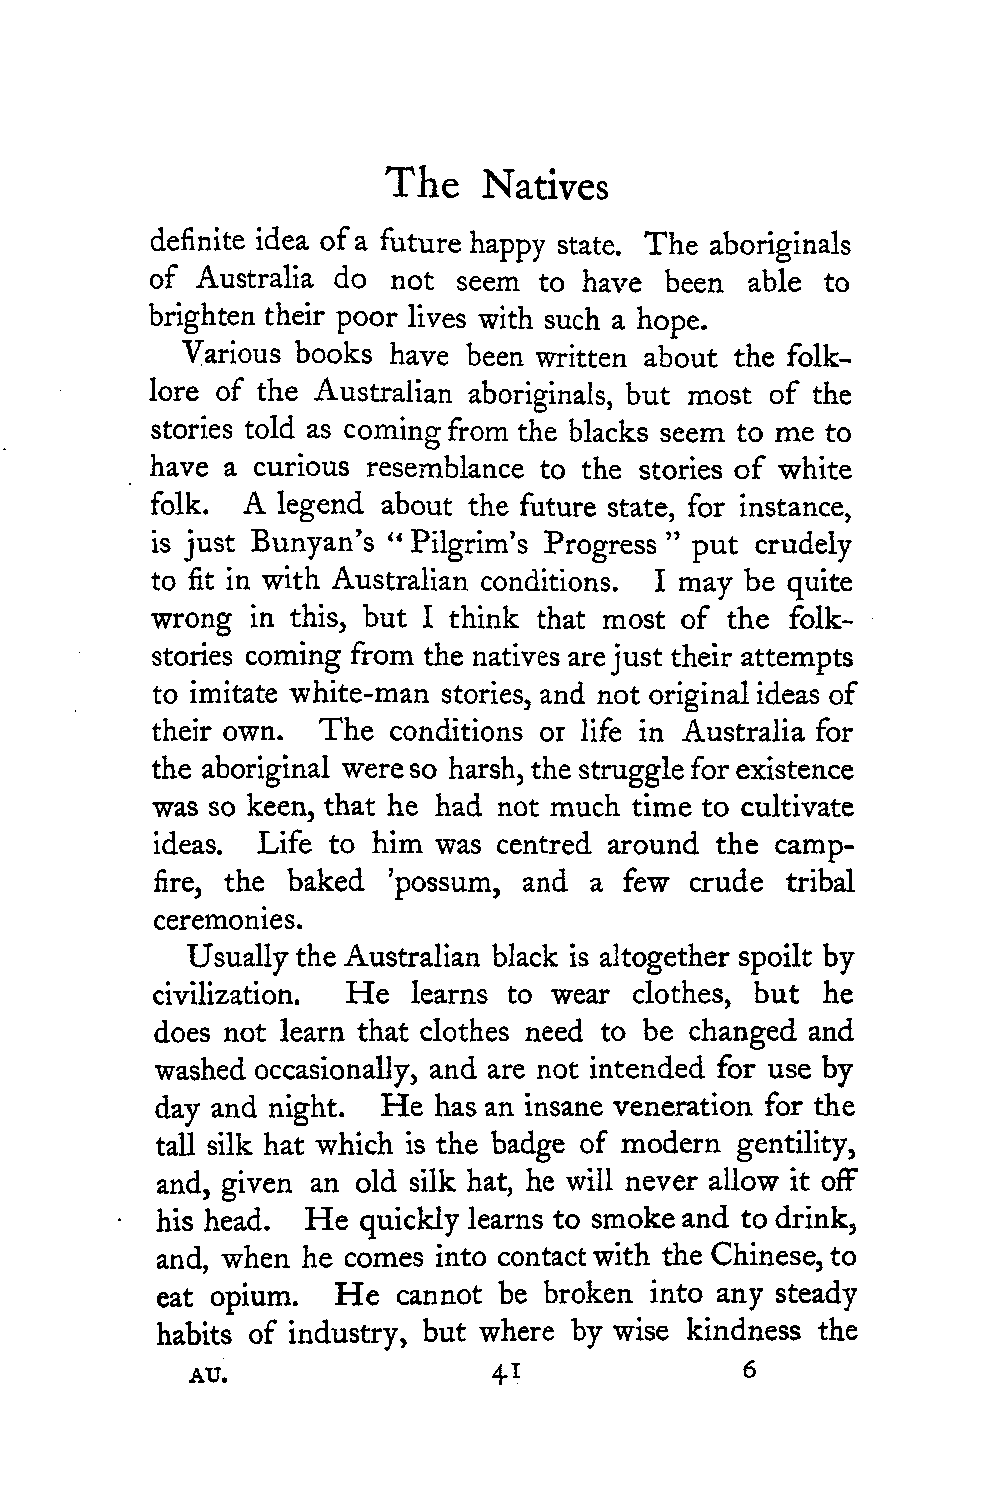 The Natives
definite idea of a future happy state. The aboriginals
of Australia do not seem to have been able to
brighten their poor lives with such a hope.
Various books have been written about the folk-
lore of the Australian aboriginals, but most of the
stories told as coming from the blacks seem to me to
have a curious resemblance to the stories of white
folk. A legend about the future state, for instance,
is just Bunyan's "Pilgrim's Progress" put crudely
to fit in with Australian conditions. I may be quite
wrong in this, but I think that most of the folk-
stories coming from the natives are just their attempts
to imitate white-man stories, and not original ideas of
their own. The conditions or life in Australia for
the aboriginal were so harsh, the struggle for existence
was so keen, that he had not much time to cultivate
ideas. Life to him was centred around the camp-
fire, the baked 'possum, and a few crude tribal
ceremonies.
Usually the Australian black is altogether spoilt by
civilization. He learns to wear clothes, but he
does not learn that clothes need to be changed and
washed occasionally, and are not intended for use by
day and night. He has an insane veneration for the
tall silk hat which is the badge of modern gentility,
and, given an old silk hat, he will never allow it off
his head. He quickly learns to smoke and to drink,
and, when he comes into contact with the Chinese, to
eat opium. He cannot be broken into any steady
habits of industry, but where by wise kindness the
AU. 41 6